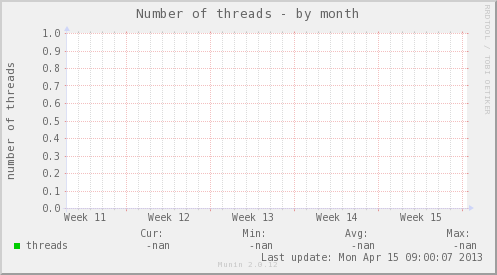 Number of threads - by month
RRDTOOL / TOBI OETIKER
number of threads
1.0
0.9
0.8
0.7
0.6
0.5
0.4
0.3
0.2
0.1
0.0
Week 11 Week 12 Week 13 Week 14 Week 15
Cur: Min: Avg: Max:
threads -nan -nan -nan -nan
Last update: Mon Apr 15 09:00:07 2013
Munin 2.0.12